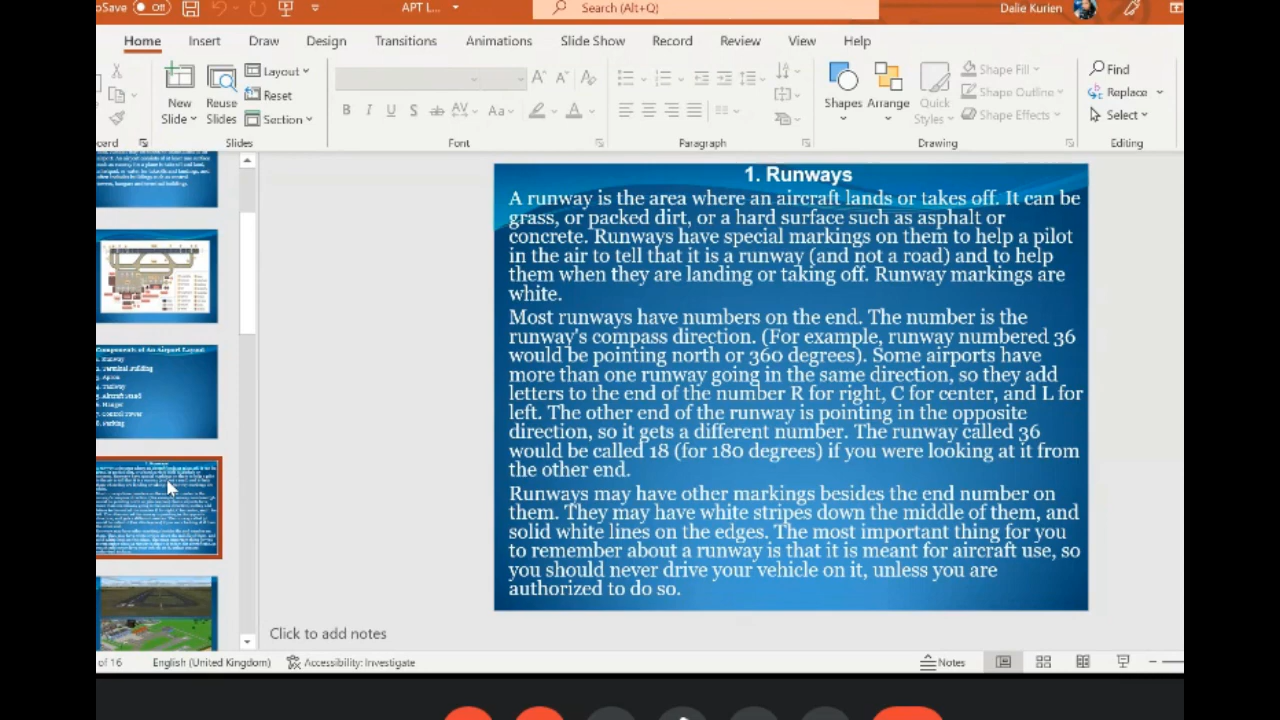 oSave Off APT L... Search (Alt+Q) Dalie Kurien
Home Insert Draw Design Transitions Animations Slide Show Record Review View Help
New Slide
Reuse Slides
Layout
Reset
Section
Slides
B I U S ab AV Aa A
Font
Paragraph
Shapes
Arrange
Quick Styles
Shape Fill
Shape Outline
Shape Effects
Drawing
Find
Replace
Select
Editing
Components of An Airport Layout
1. Runways
A runway is the area where an aircraft lands or takes off. It can be
grass, or packed dirt, or a hard surface such as asphalt or
concrete. Runways have special markings on them to help a pilot
in the air to tell that it is a runway (and not a road) and to help
them when they are landing or taking off. Runway markings are
white.
Most runways have numbers on the end. The number is the
runway's compass direction. (For example, runway numbered 36
would be pointing north or 360 degrees). Some airports have
more than one runway going in the same direction, so they add
letters to the end of the number R for right, C for center, and L for
left. The other end of the runway is pointing in the opposite
direction, so it gets a different number. The runway called 36
would be called 18 (for 180 degrees) if you were looking at it from
the other end.
Runways may have other markings besides the end number on
them. They may have white stripes down the middle of them, and
solid white lines on the edges. The most important thing for you
to remember about a runway is that it is meant for aircraft use, so
you should never drive your vehicle on it, unless you are
authorized to do so.
Click to add notes
of 16 English (United Kingdom) Accessibility: Investigate Notes